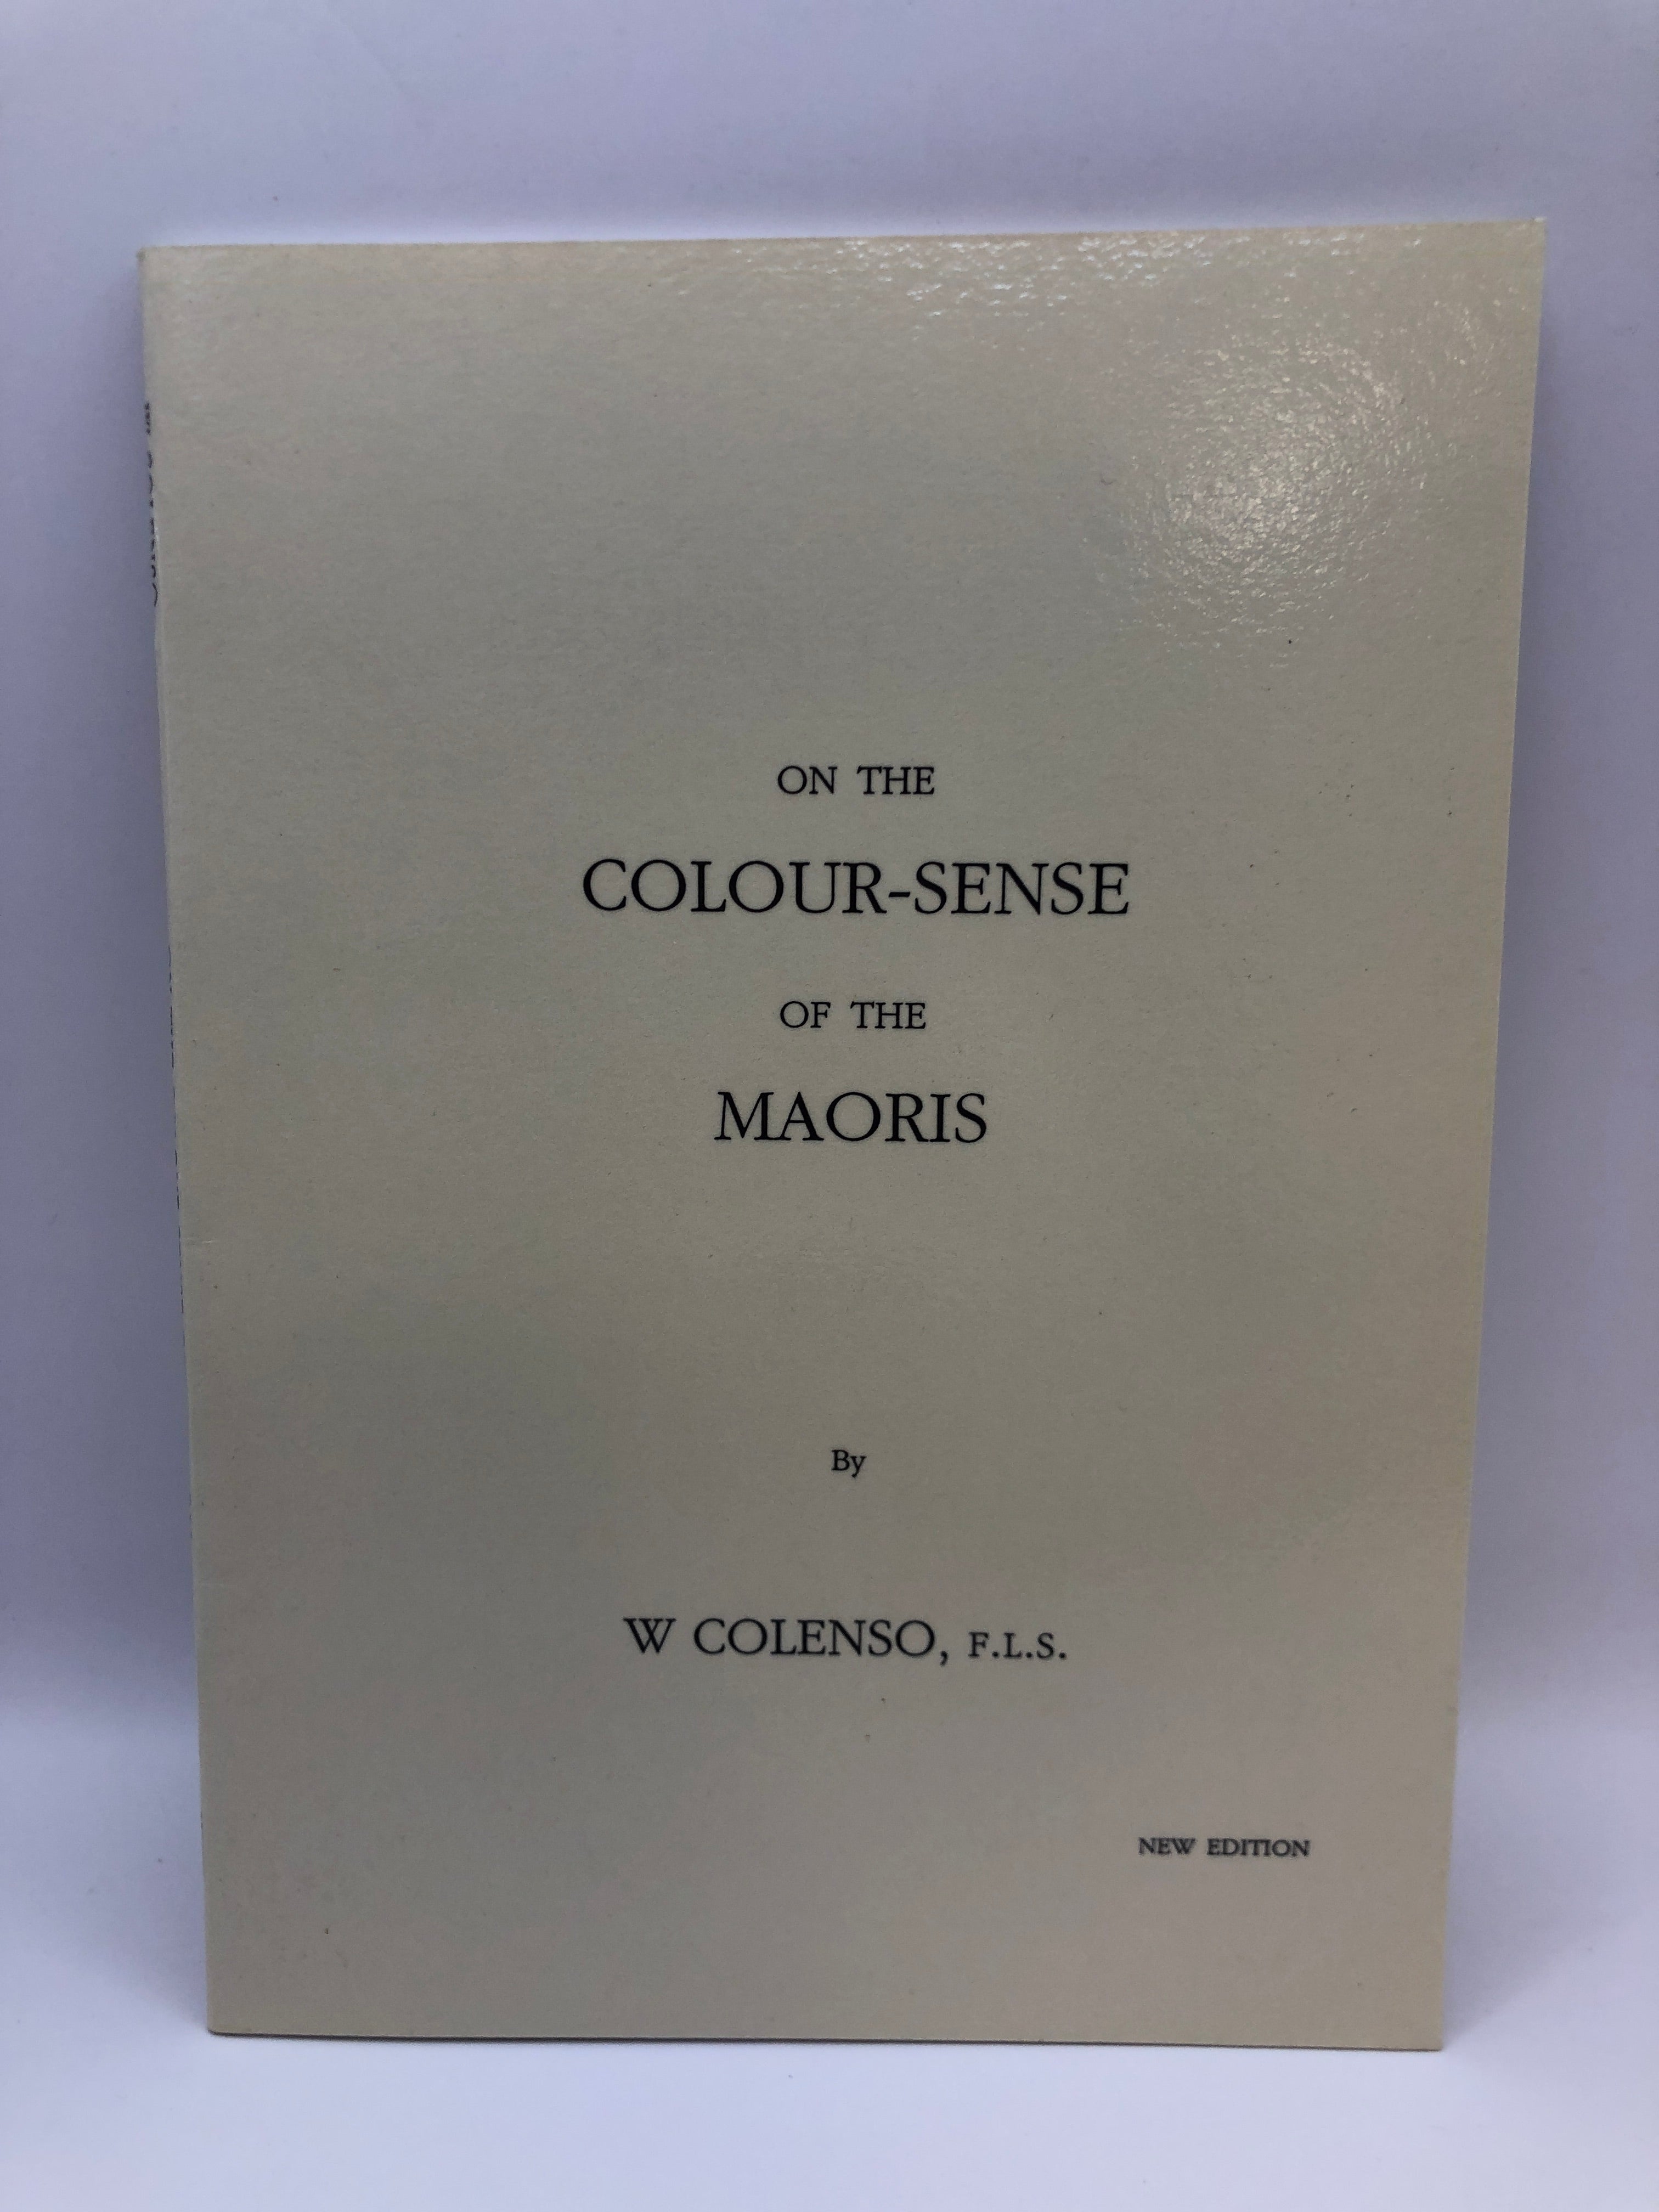 ON THE
COLOUR-SENSE
OF THE
MAORIS
By
W COLENSO, F.L.S.
NEW EDITION